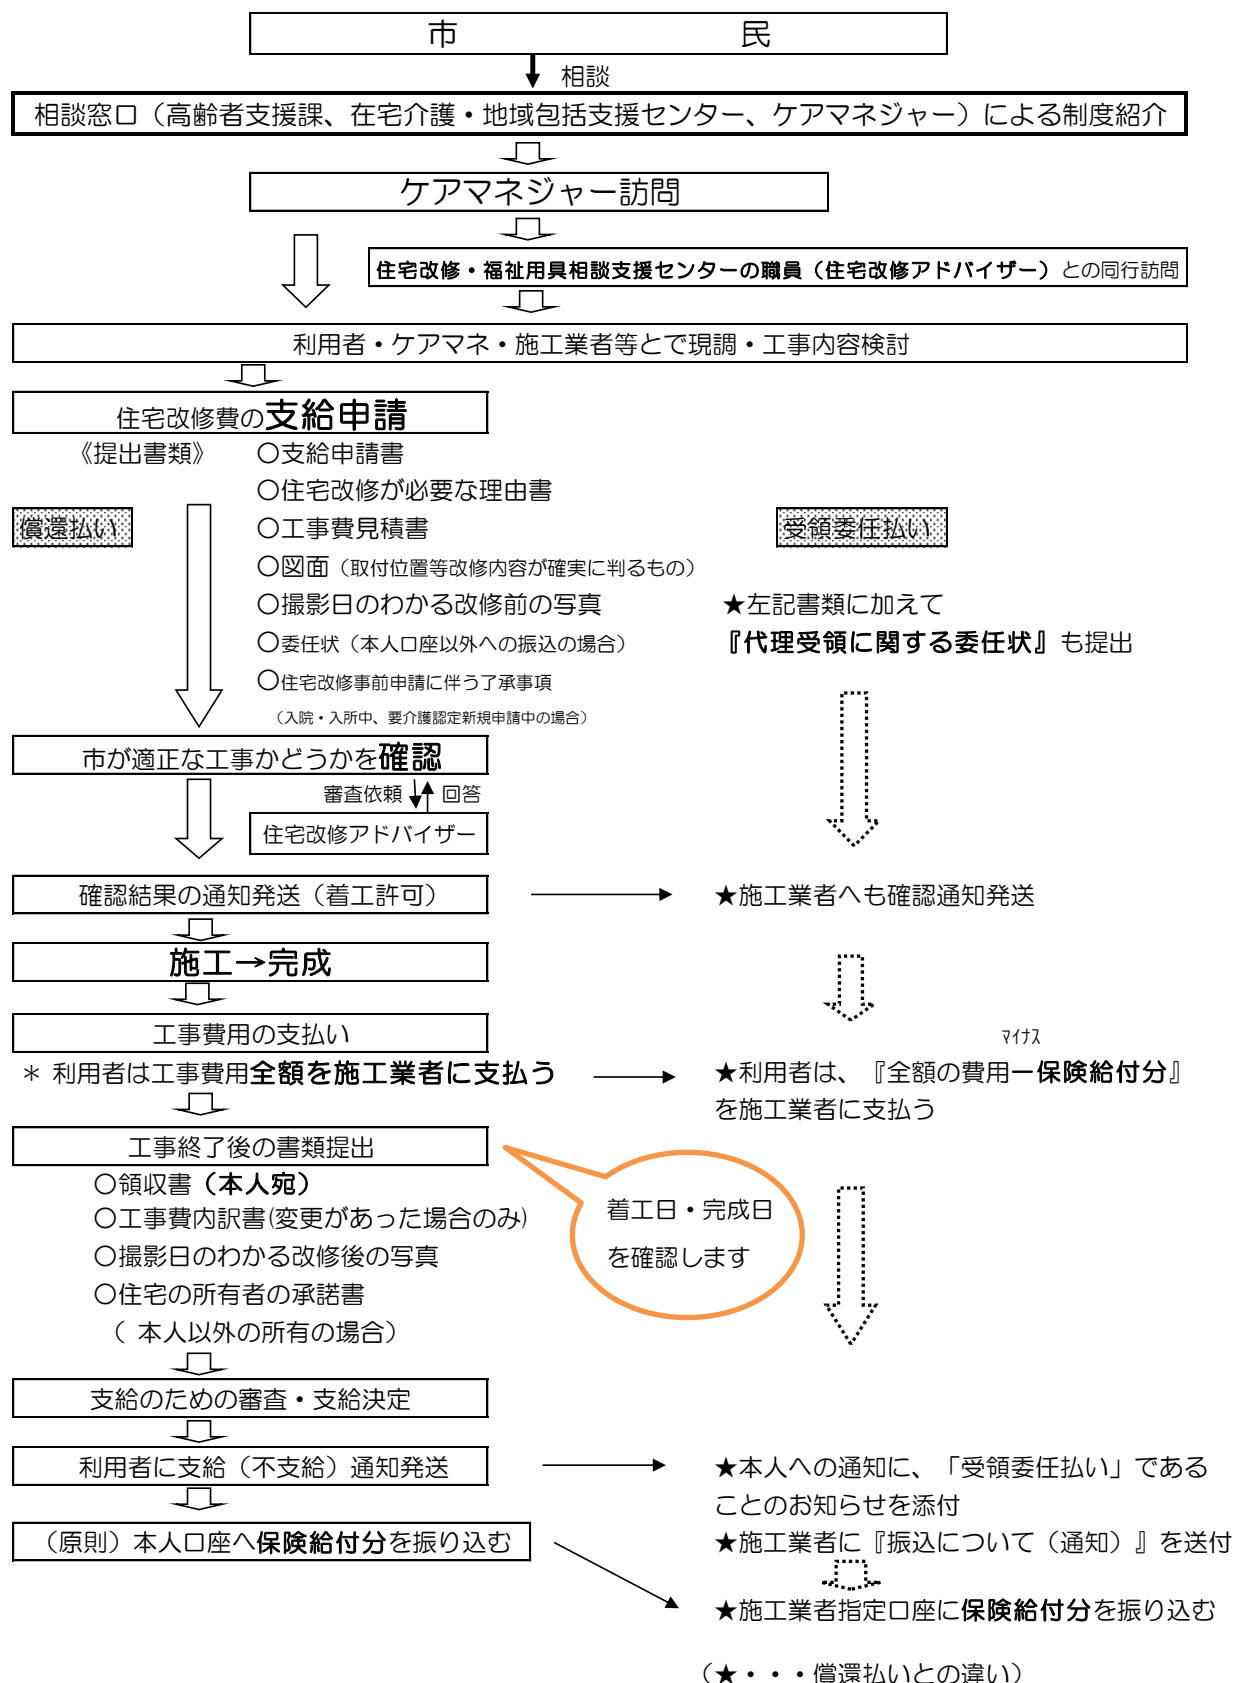 市　民
相談
相談窓口（高齢者支援課、在宅介護・地域包括支援センター、ケアマネジャー）による制度紹介
ケアマネジャー訪問
住宅改修・福祉用具相談支援センターの職員（住宅改修アドバイザー）との同行訪問
利用者・ケアマネ・施工業者等とで現調・工事内容検討
住宅改修費の支給申請
《提出書類》　〇支給申請書
〇住宅改修が必要な理由書
償還払い　〇工事費見積書　受領委任払い
〇図面（取付位置等改修内容が確実に判るもの）
〇撮影日のわかる改修前の写真　★左記書類に加えて
〇委任状（本人口座以外への振込の場合）　『代理受領に関する委任状』も提出
〇住宅改修事前申請に伴う了承事項
（入院・入所中、要介護認定新規申請中の場合）
市が適正な工事かどうかを確認
審査依頼　回答
住宅改修アドバイザー
確認結果の通知発送（着工許可）　★施工業者へも確認通知発送
施工→完成
工事費用の支払い　マイナス
＊ 利用者は工事費用全額を施工業者に支払う　★利用者は、『全額の費用ー保険給付分』
を施工業者に支払う
工事終了後の書類提出
〇領収書（本人宛）
〇工事費内訳書(変更があった場合のみ)　着工日・完成日
〇撮影日のわかる改修後の写真　を確認します
〇住宅の所有者の承諾書
（ 本人以外の所有の場合）
支給のための審査・支給決定
利用者に支給（不支給）通知発送　★本人への通知に、「受領委任払い」である
ことのお知らせを添付
（原則）本人口座へ保険給付分を振り込む　★施工業者に『振込について（通知）』を送付
★施工業者指定口座に保険給付分を振り込む
（★・・・償還払いとの違い）